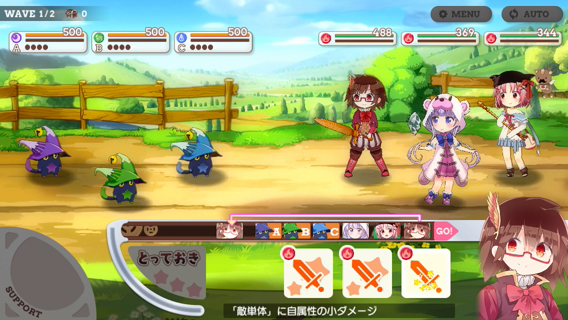 WAVE 1/2
0
MENU
AUTO
500
500
500
488
369
344
A
B
C
A
B
C
GO!
とっておき
SUPPORT
「敵単体」に自属性の小ダメージ